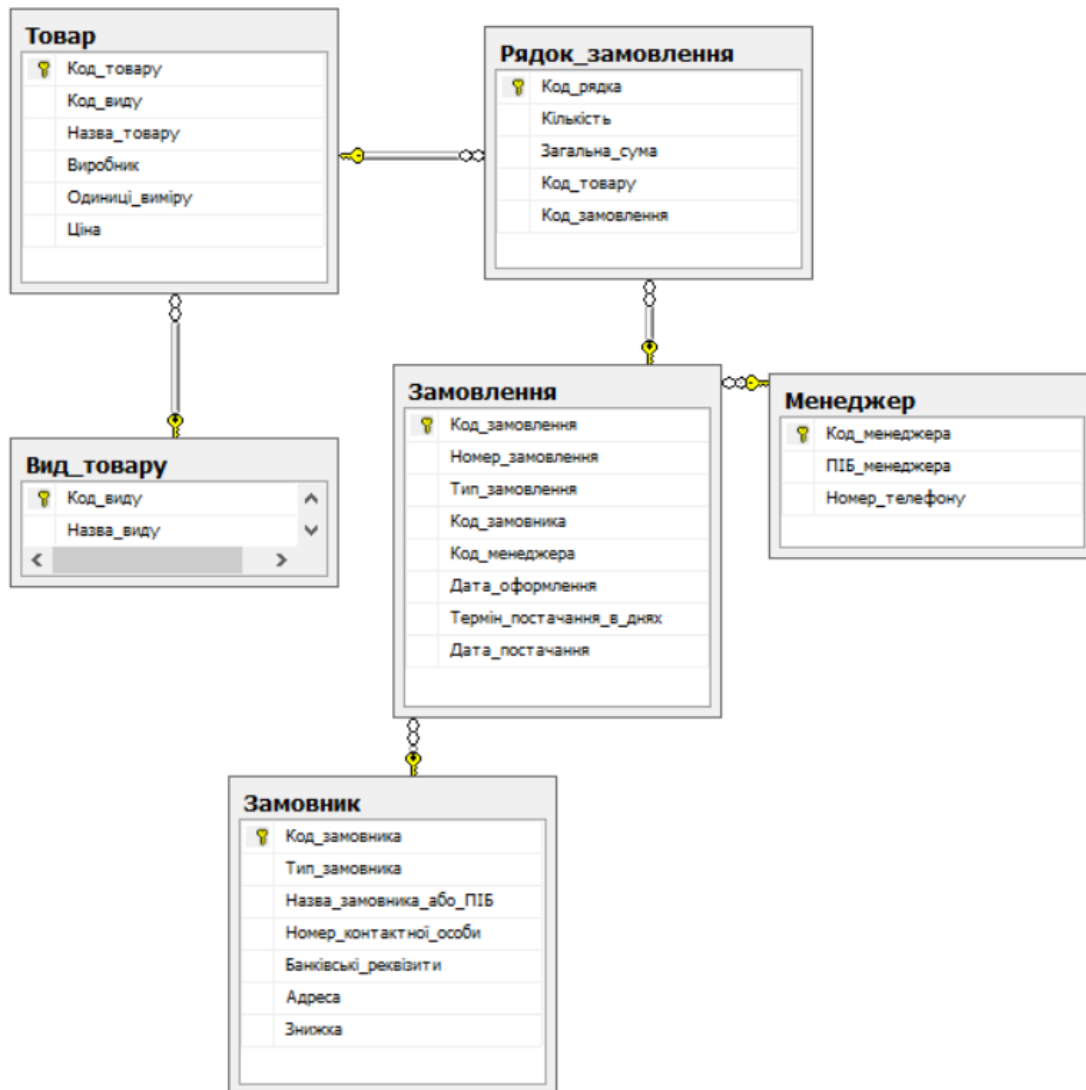 Товар
Код_товару
Код_виду
Назва_товару
Виробник
Одиниці_виміру
Ціна
Рядок_замовлення
Код_рядка
Кількість
Загальна_сума
Код_товару
Код_замовлення
Вид_товару
Код_виду
Назва_виду
Замовлення
Код_замовлення
Номер_замовлення
Тип_замовлення
Код_замовника
Код_менеджера
Дата_оформлення
Термін_постачання_в_днях
Дата_постачання
Менеджер
Код_менеджера
ПІБ_менеджера
Номер_телефону
Замовник
Код_замовника
Тип_замовника
Назва_замовника_або_ПІБ
Номер_контактної_особи
Банківські_реквізити
Адреса
Знижка